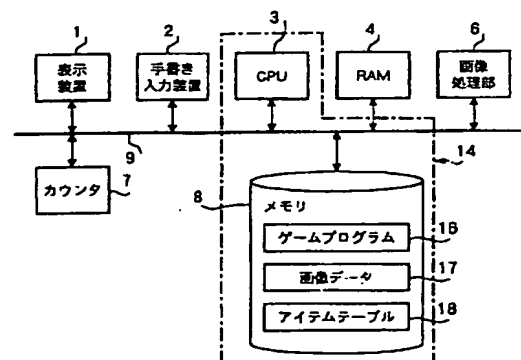 1
2
3
4
6
表示
装置
手書き
入力装置
CPU
RAM
画像
処理部
9
14
カウンタ
7
8
メモリ
ゲームプログラム
16
画像データ
17
アイテムテーブル
18